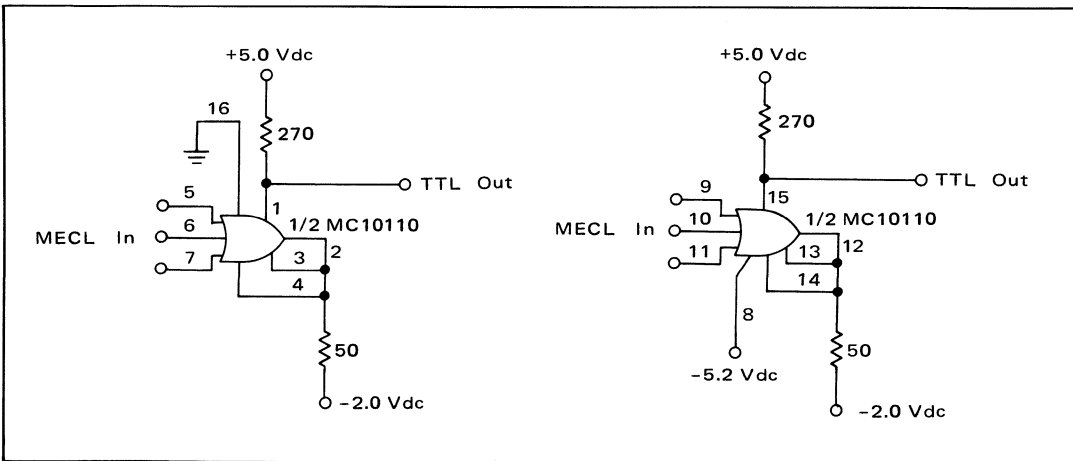 +5.0 Vdc
16
270
TTL Out
5
1
1/2 MC10110
MECL In
6
2
7
3
4
50
-2.0 Vdc
+5.0 Vdc
270
TTL Out
9
15
1/2 MC10110
MECL In
10
12
11
13
14
8
50
-5.2 Vdc
-2.0 Vdc